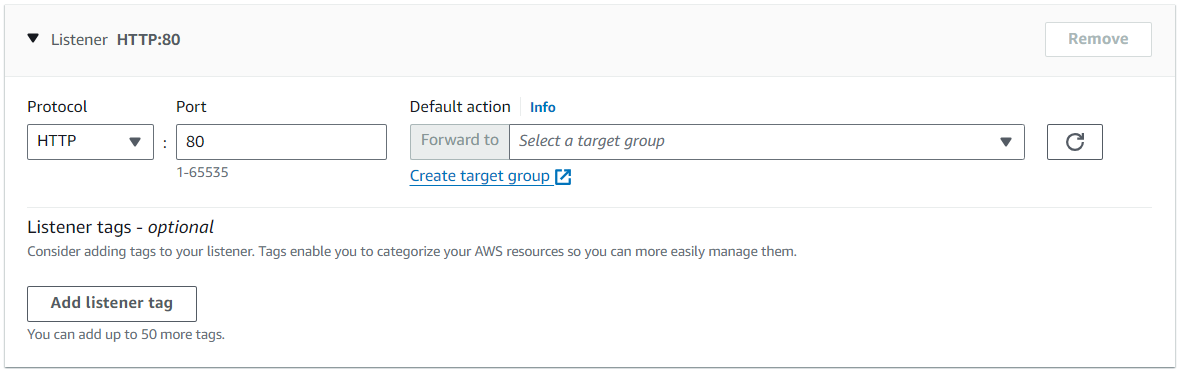 Listener HTTP:80
Remove
Protocol
Port
Default action
Info
HTTP
:
80
Forward to
Select a target group
1-65535
Create target group
Listener tags - optional
Consider adding tags to your listener. Tags enable you to categorize your AWS resources so you can more easily manage them.
Add listener tag
You can add up to 50 more tags.